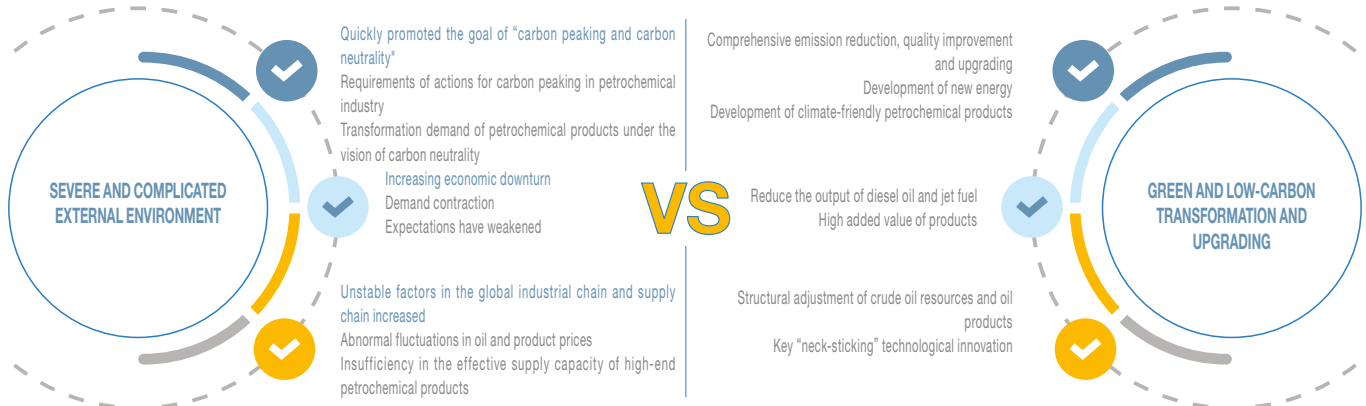 SEVERE AND COMPLICATED
EXTERNAL ENVIRONMENT
Quickly promoted the goal of “carbon peaking and carbon
neutrality"
Requirements of actions for carbon peaking in petrochemical
industry
Transformation demand of petrochemical products under the
vision of carbon neutrality
Increasing economic downturn
Demand contraction
Expectations have weakened
Unstable factors in the global industrial chain and supply
chain increased
Abnormal fluctuations in oil and product prices
Insufficiency in the effective supply capacity of high-end
petrochemical products
VS
Comprehensive emission reduction, quality improvement
and upgrading
Development of new energy
Development of climate-friendly petrochemical products
Reduce the output of diesel oil and jet fuel
High added value of products
Structural adjustment of crude oil resources and oil
products
Key “neck-sticking” technological innovation
GREEN AND LOW-CARBON
TRANSFORMATION AND
UPGRADING